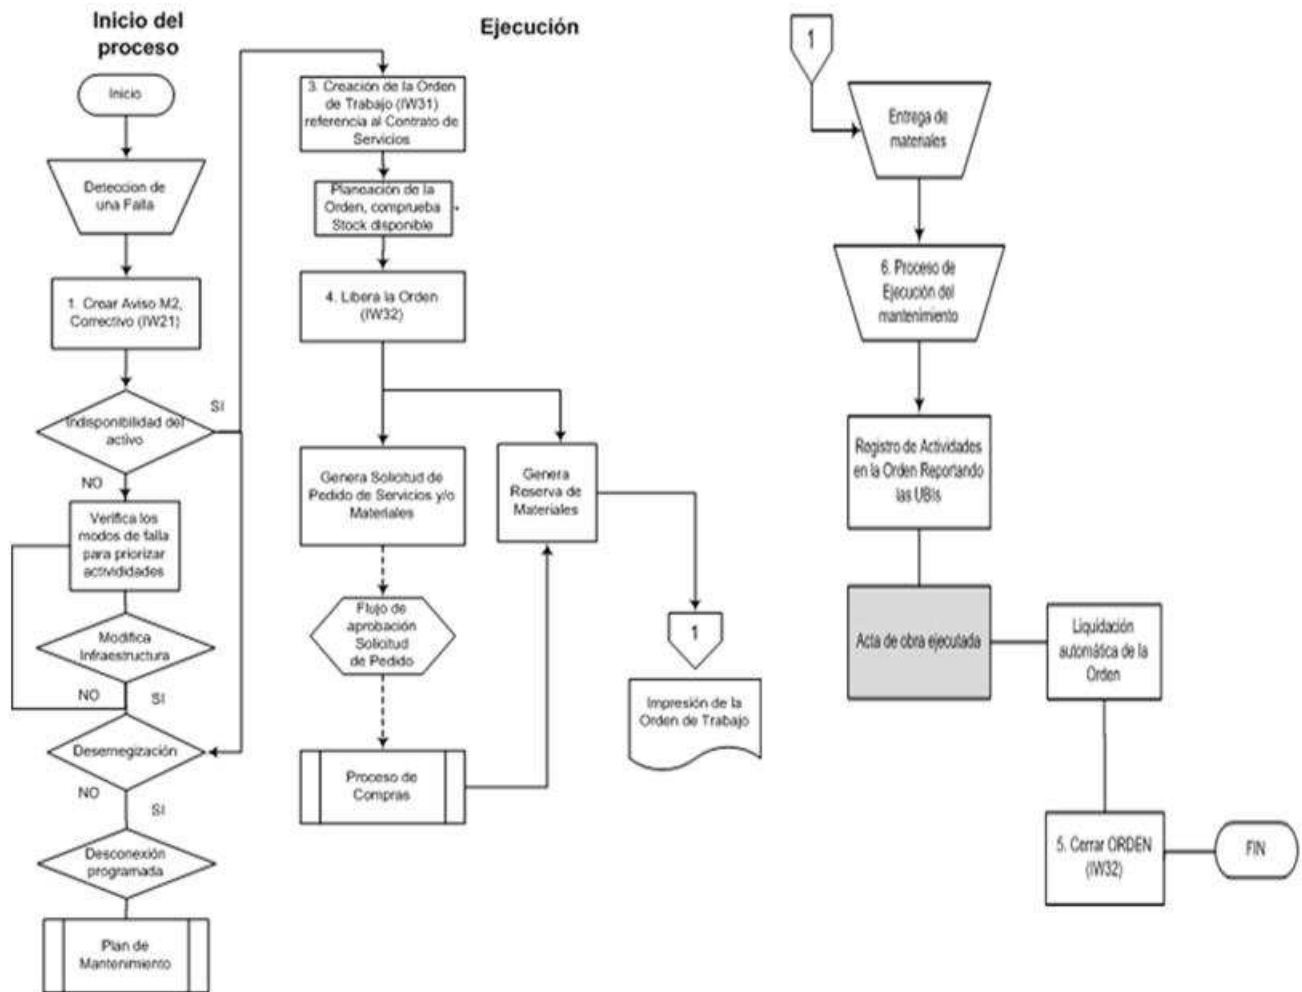 Inicio del
proceso
Inicio
Deteccion de
una Falla
1. Crear Aviso M2,
Correctivo (IW21)
Indisponibilidad del
activo
SI
NO
Verifica los
modos de falla
para priorizar
activididades
Modifica
Infraestructura
NO
SI
Desernegización
NO
SI
Desconexión
programada
Plan de
Mantenimiento
Ejecución
3. Creación de la Orden
de Trabajo (IW31)
referencia al Contrato de
Servicios
Planeación de la
Orden, comprueba
Stock disponible
4. Libera la Orden
(IW32)
Genera Solicitud de
Pedido de Servicios y/o
Materiales
Genera
Reserva de
Materiales
Flujo de
aprobación
Solicitud
de Pedido
Proceso de
Compras
1
Impresión de la
Orden de Trabajo
1
Entrega de
materiales
6. Proceso de
Ejecución del
mantenimiento
Registro de Actividades
en la Orden Reportando
las UBIs
Acta de obra ejecutada
Liquidación
automática de la
Orden
5. Cerrar ORDEN
(IW32)
FIN